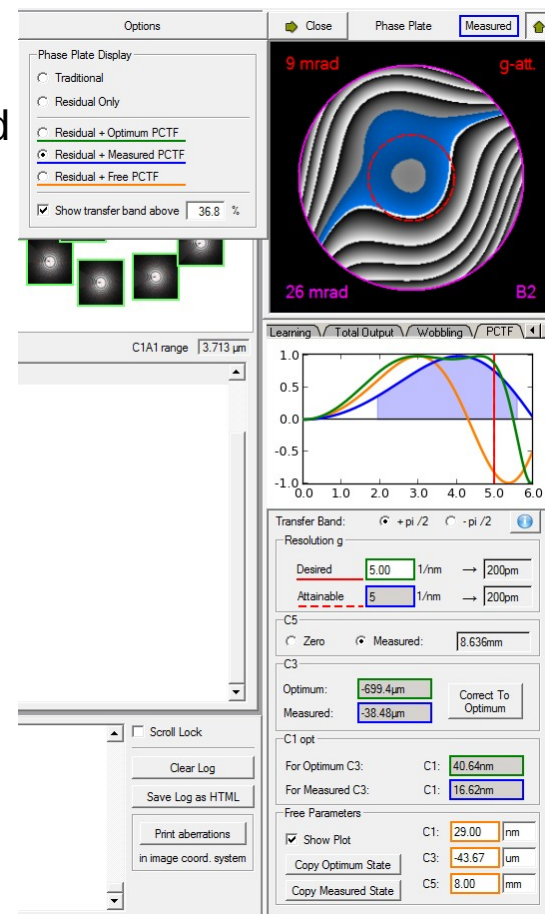 Options
Phase Plate Display
Traditional
Residual Only
Residual + Optimum PCTF
Residual + Measured PCTF
Residual + Free PCTF
Show transfer band above 36.8 %
d
C1A1 range 3.713 µm
Scroll Lock
Clear Log
Save Log as HTML
Print aberrations
in image coord. system
Close Phase Plate Measured
9 mrad g-att.
26 mrad B2
Learning Total Output Wobbling PCTF
1.0
0.5
0.0
-0.5
-1.0
0.0 1.0 2.0 3.0 4.0 5.0 6.0
Transfer Band: + pi /2 - pi /2
Resolution g
Desired 5.00 1/nm → 200pm
Attainable 5 1/nm → 200pm
C5
Zero Measured: 8.636mm
C3
Optimum: -699.4µm
Measured: -38.48µm
Correct To
Optimum
C1 opt
For Optimum C3: C1: 40.64nm
For Measured C3: C1: 16.62nm
Free Parameters
Show Plot C1: 29.00 nm
Copy Optimum State C3: -43.67 um
Copy Measured State C5: 8.00 mm